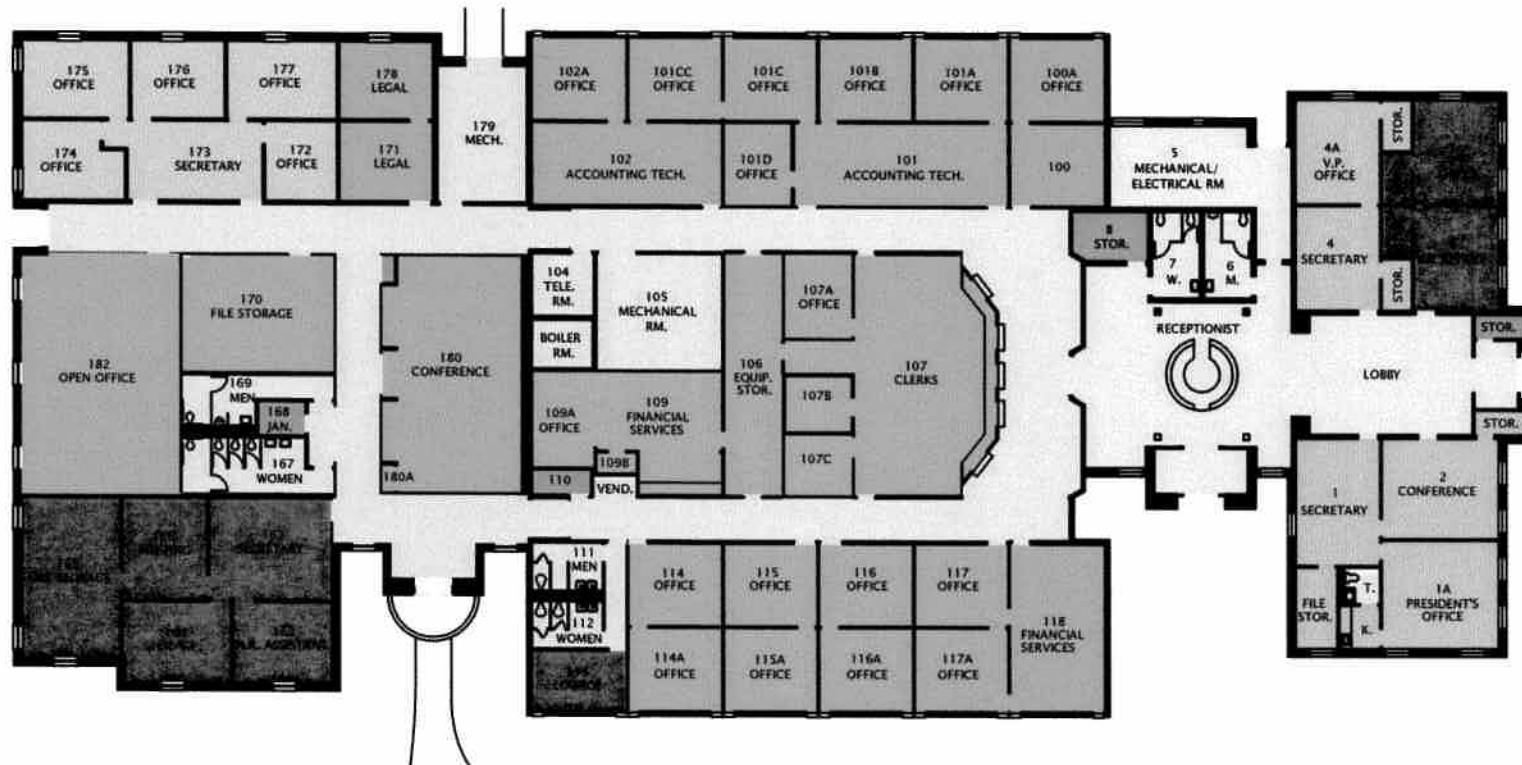 175
OFFICE
176
OFFICE
177
OFFICE
178
LEGAL
174
OFFICE
173
SECRETARY
172
OFFICE
171
LEGAL
179
MECH.
102A
OFFICE
101CC
OFFICE
101C
OFFICE
101B
OFFICE
101A
OFFICE
100A
OFFICE
102
ACCOUNTING TECH.
101D
OFFICE
101
ACCOUNTING TECH.
100
5
MECHANICAL/
ELECTRICAL RM
4A
V.P.
OFFICE
STOR.
4
SECRETARY
STOR.
8
STOR.
7
W.
6
M.
182
OPEN OFFICE
170
FILE STORAGE
169
MEN
168
JAN.
167
WOMEN
180
CONFERENCE
180A
104
TELE.
RM.
BOILER
RM.
105
MECHANICAL
RM.
106
EQUIP.
STOR.
107A
OFFICE
107B
107C
107
CLERKS
109A
OFFICE
109
FINANCIAL
SERVICES
109B
110
VEND.
RECEPTIONIST
LOBBY
STOR.
STOR.
1
SECRETARY
2
CONFERENCE
1A
PRESIDENT'S
OFFICE
FILE
STOR.
T.
K.
SECRETARY
111
MEN
112
WOMEN
114
OFFICE
115
OFFICE
116
OFFICE
117
OFFICE
118
FINANCIAL
SERVICES
114A
OFFICE
115A
OFFICE
116A
OFFICE
117A
OFFICE